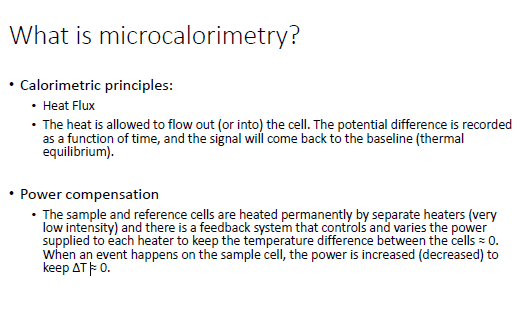 What is microcalorimetry?
• Calorimetric principles:
• Heat Flux
• The heat is allowed to flow out (or into) the cell. The potential difference is recorded
as a function of time, and the signal will come back to the baseline (thermal
equilibrium).
• Power compensation
• The sample and reference cells are heated permanently by separate heaters (very
low intensity) and there is a feedback system that controls and varies the power
supplied to each heater to keep the temperature difference between the cells ≈ 0.
When an event happens on the sample cell, the power is increased (decreased) to
keep ΔT ≈ 0.